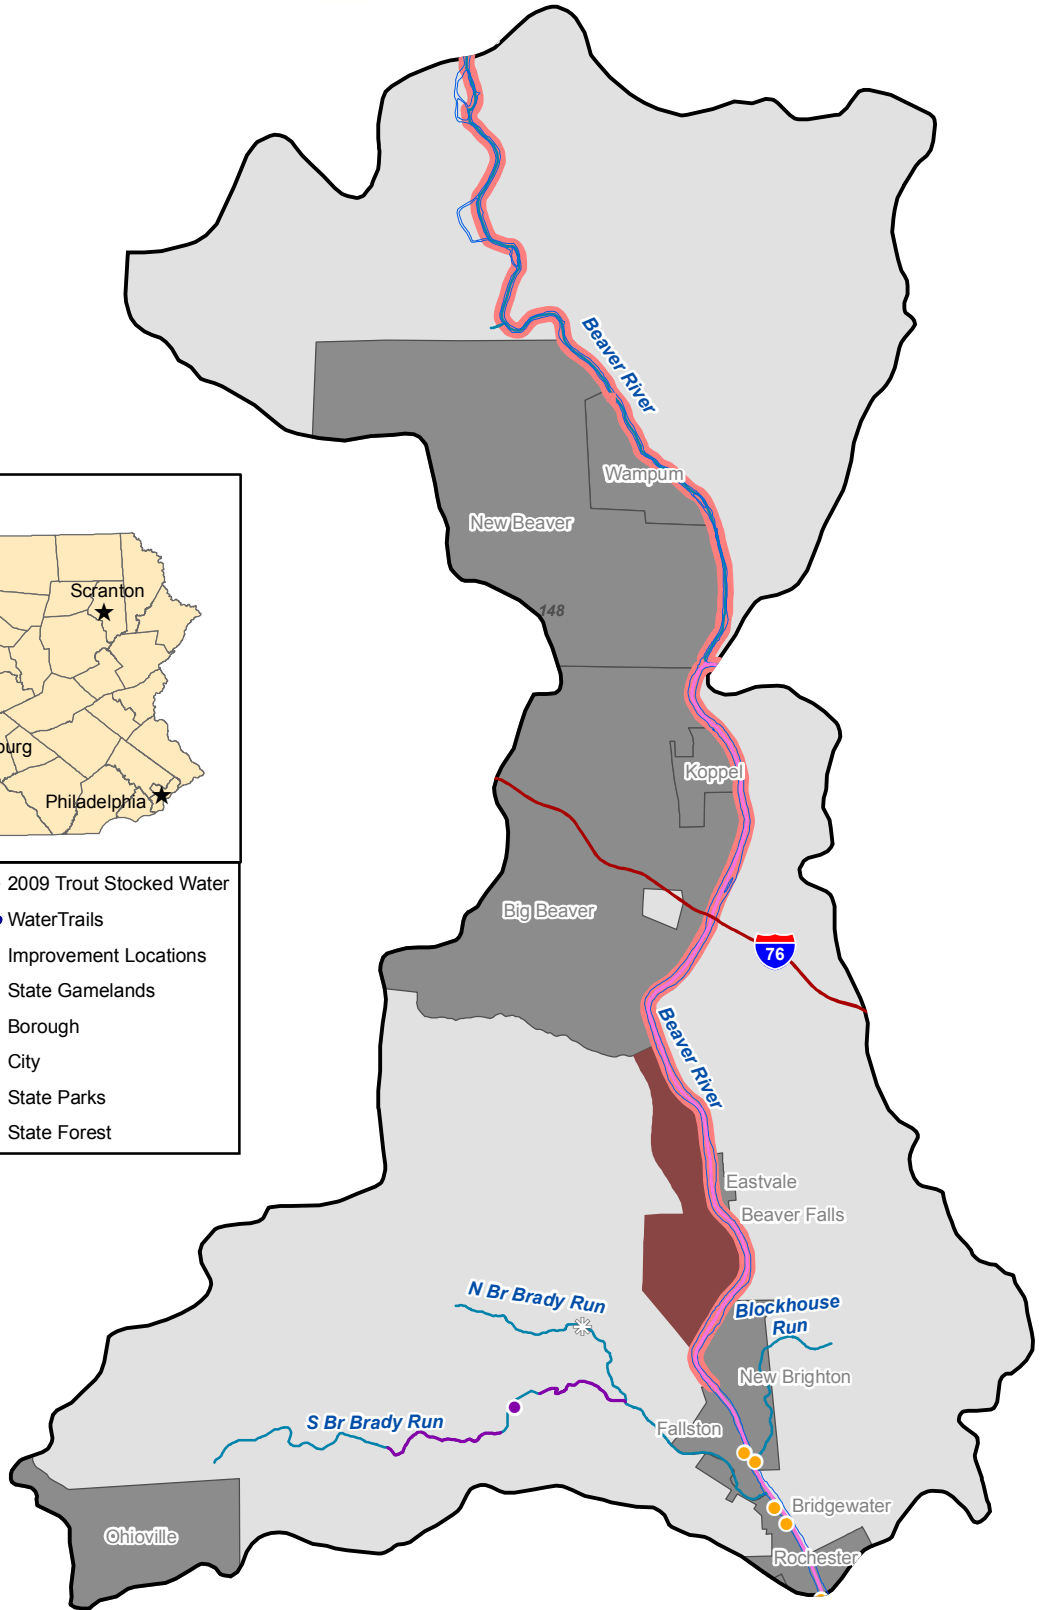 Beaver River
Wampum
New Beaver
148
Scranton
burg
Philadelphia
Koppel
2009 Trout Stocked Water
WaterTrails
Improvement Locations
State Gamelands
Borough
City
State Parks
State Forest
Big Beaver
76
Beaver River
Eastvale
Beaver Falls
N Br Brady Run
Blockhouse
Run
New Brighton
S Br Brady Run
Fallston
Bridgewater
Ohioville
Rochester